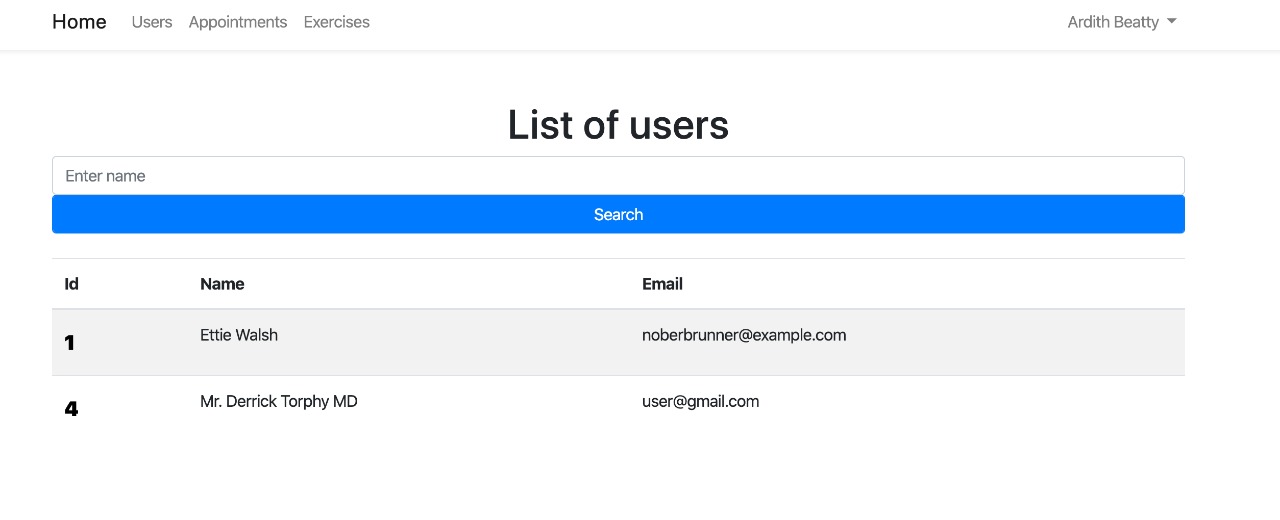 Home Users Appointments Exercises Ardith Beatty
List of users
Enter name
Search
Id Name Email
1 Ettie Walsh noberbrunner@example.com
4 Mr. Derrick Torphy MD user@gmail.com